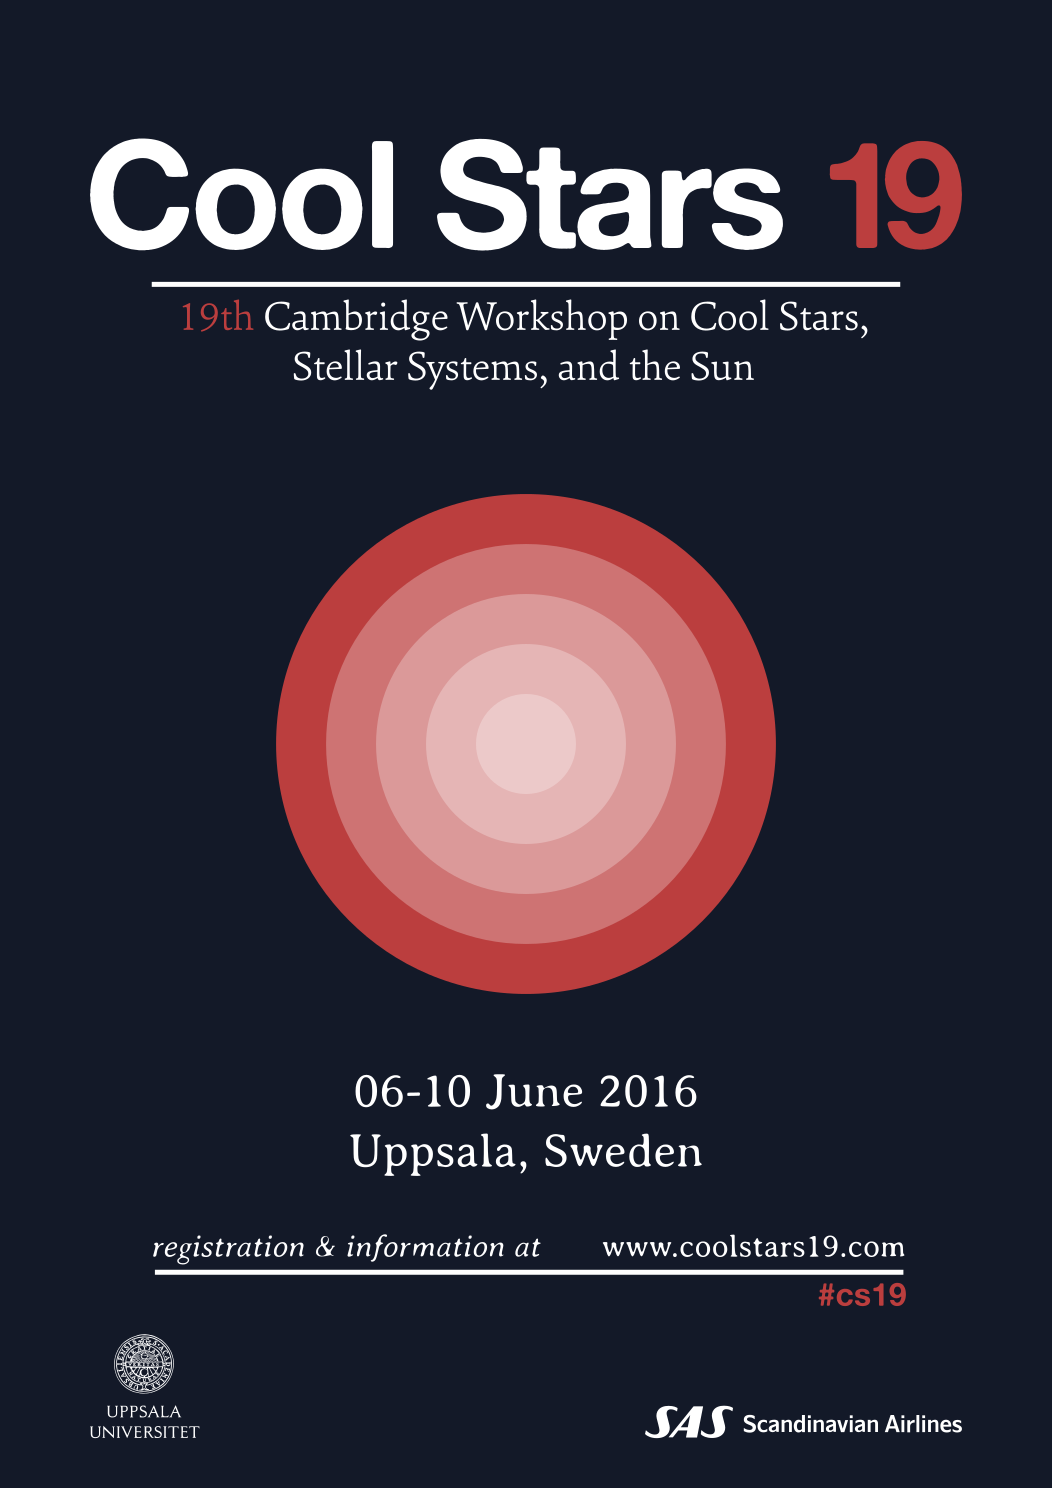 Cool Stars 19
19th Cambridge Workshop on Cool Stars,
Stellar Systems, and the Sun
06-10 June 2016
Uppsala, Sweden
registration & information at www.coolstars19.com
#cs19
UPPSALA
UNIVERSITET
SAS Scandinavian Airlines